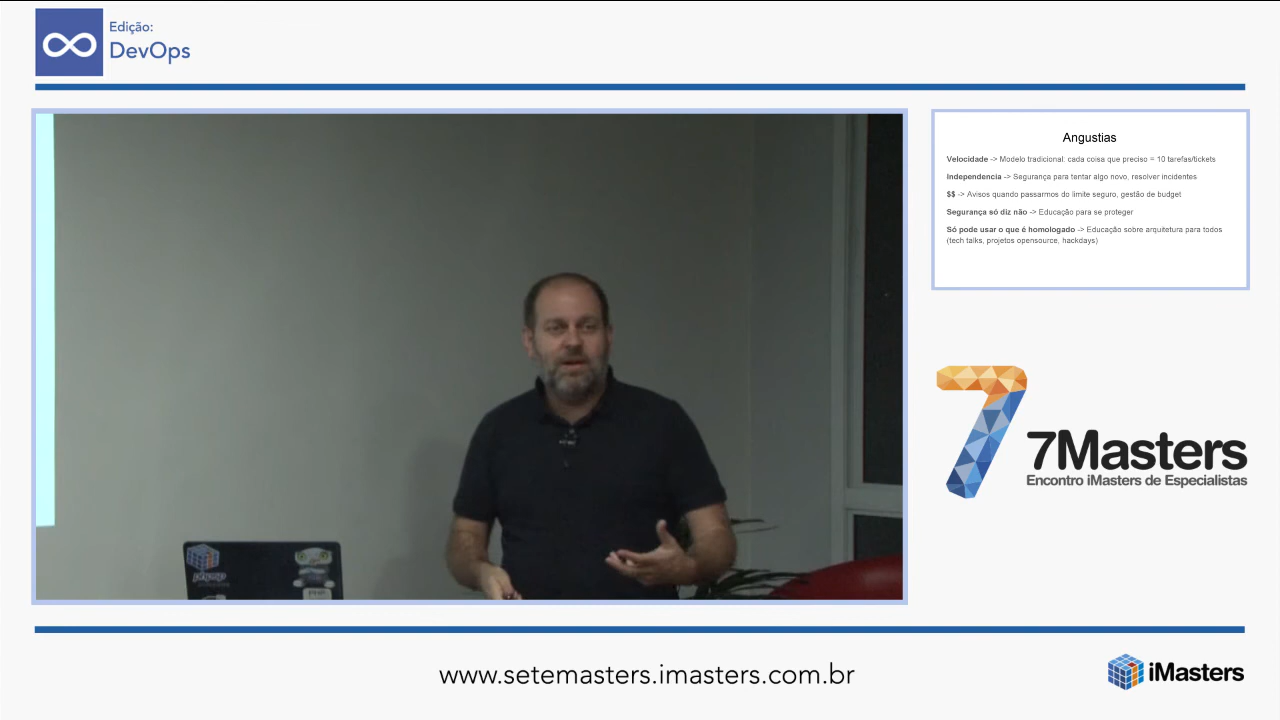 Edição:
DevOps
Angustias
Velocidade -> Modelo tradicional: cada coisa que preciso = 10 tarefas/tickets
Independencia -> Segurança para tentar algo novo, resolver incidentes
$$ -> Avisos quando passarmos do limite seguro, gestão de budget
Segurança só diz não -> Educação para se proteger
Só pode usar o que é homologado -> Educação sobre arquitetura para todos
(tech talks, projetos opensource, hackdays)
7Masters
Encontro iMasters de Especialistas
phpsp
PHP
www.setemasters.imasters.com.br
iMasters